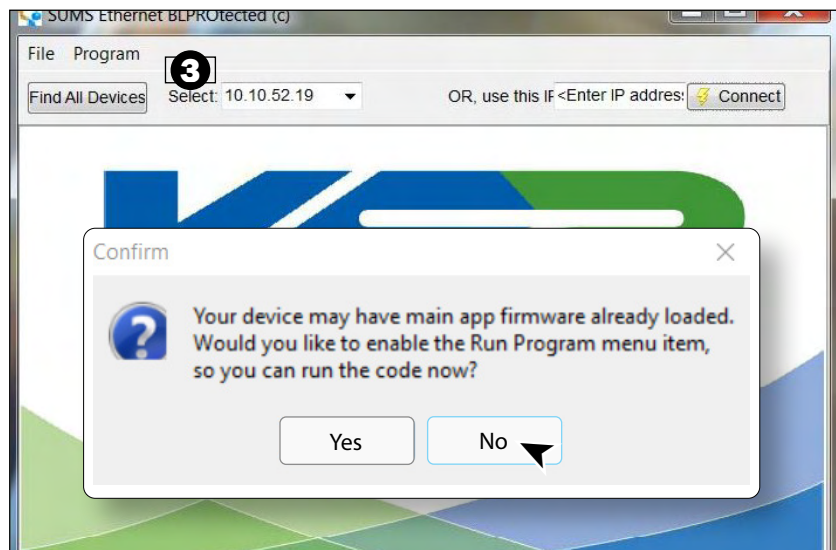 SUMS Ethernet BLPROtected (c)
File Program
3
Find All Devices Select: 10.10.52.19 OR, use this IF <Enter IP addres: Connect
Confirm
Your device may have main app firmware already loaded.
Would you like to enable the Run Program menu item,
so you can run the code now?
Yes No